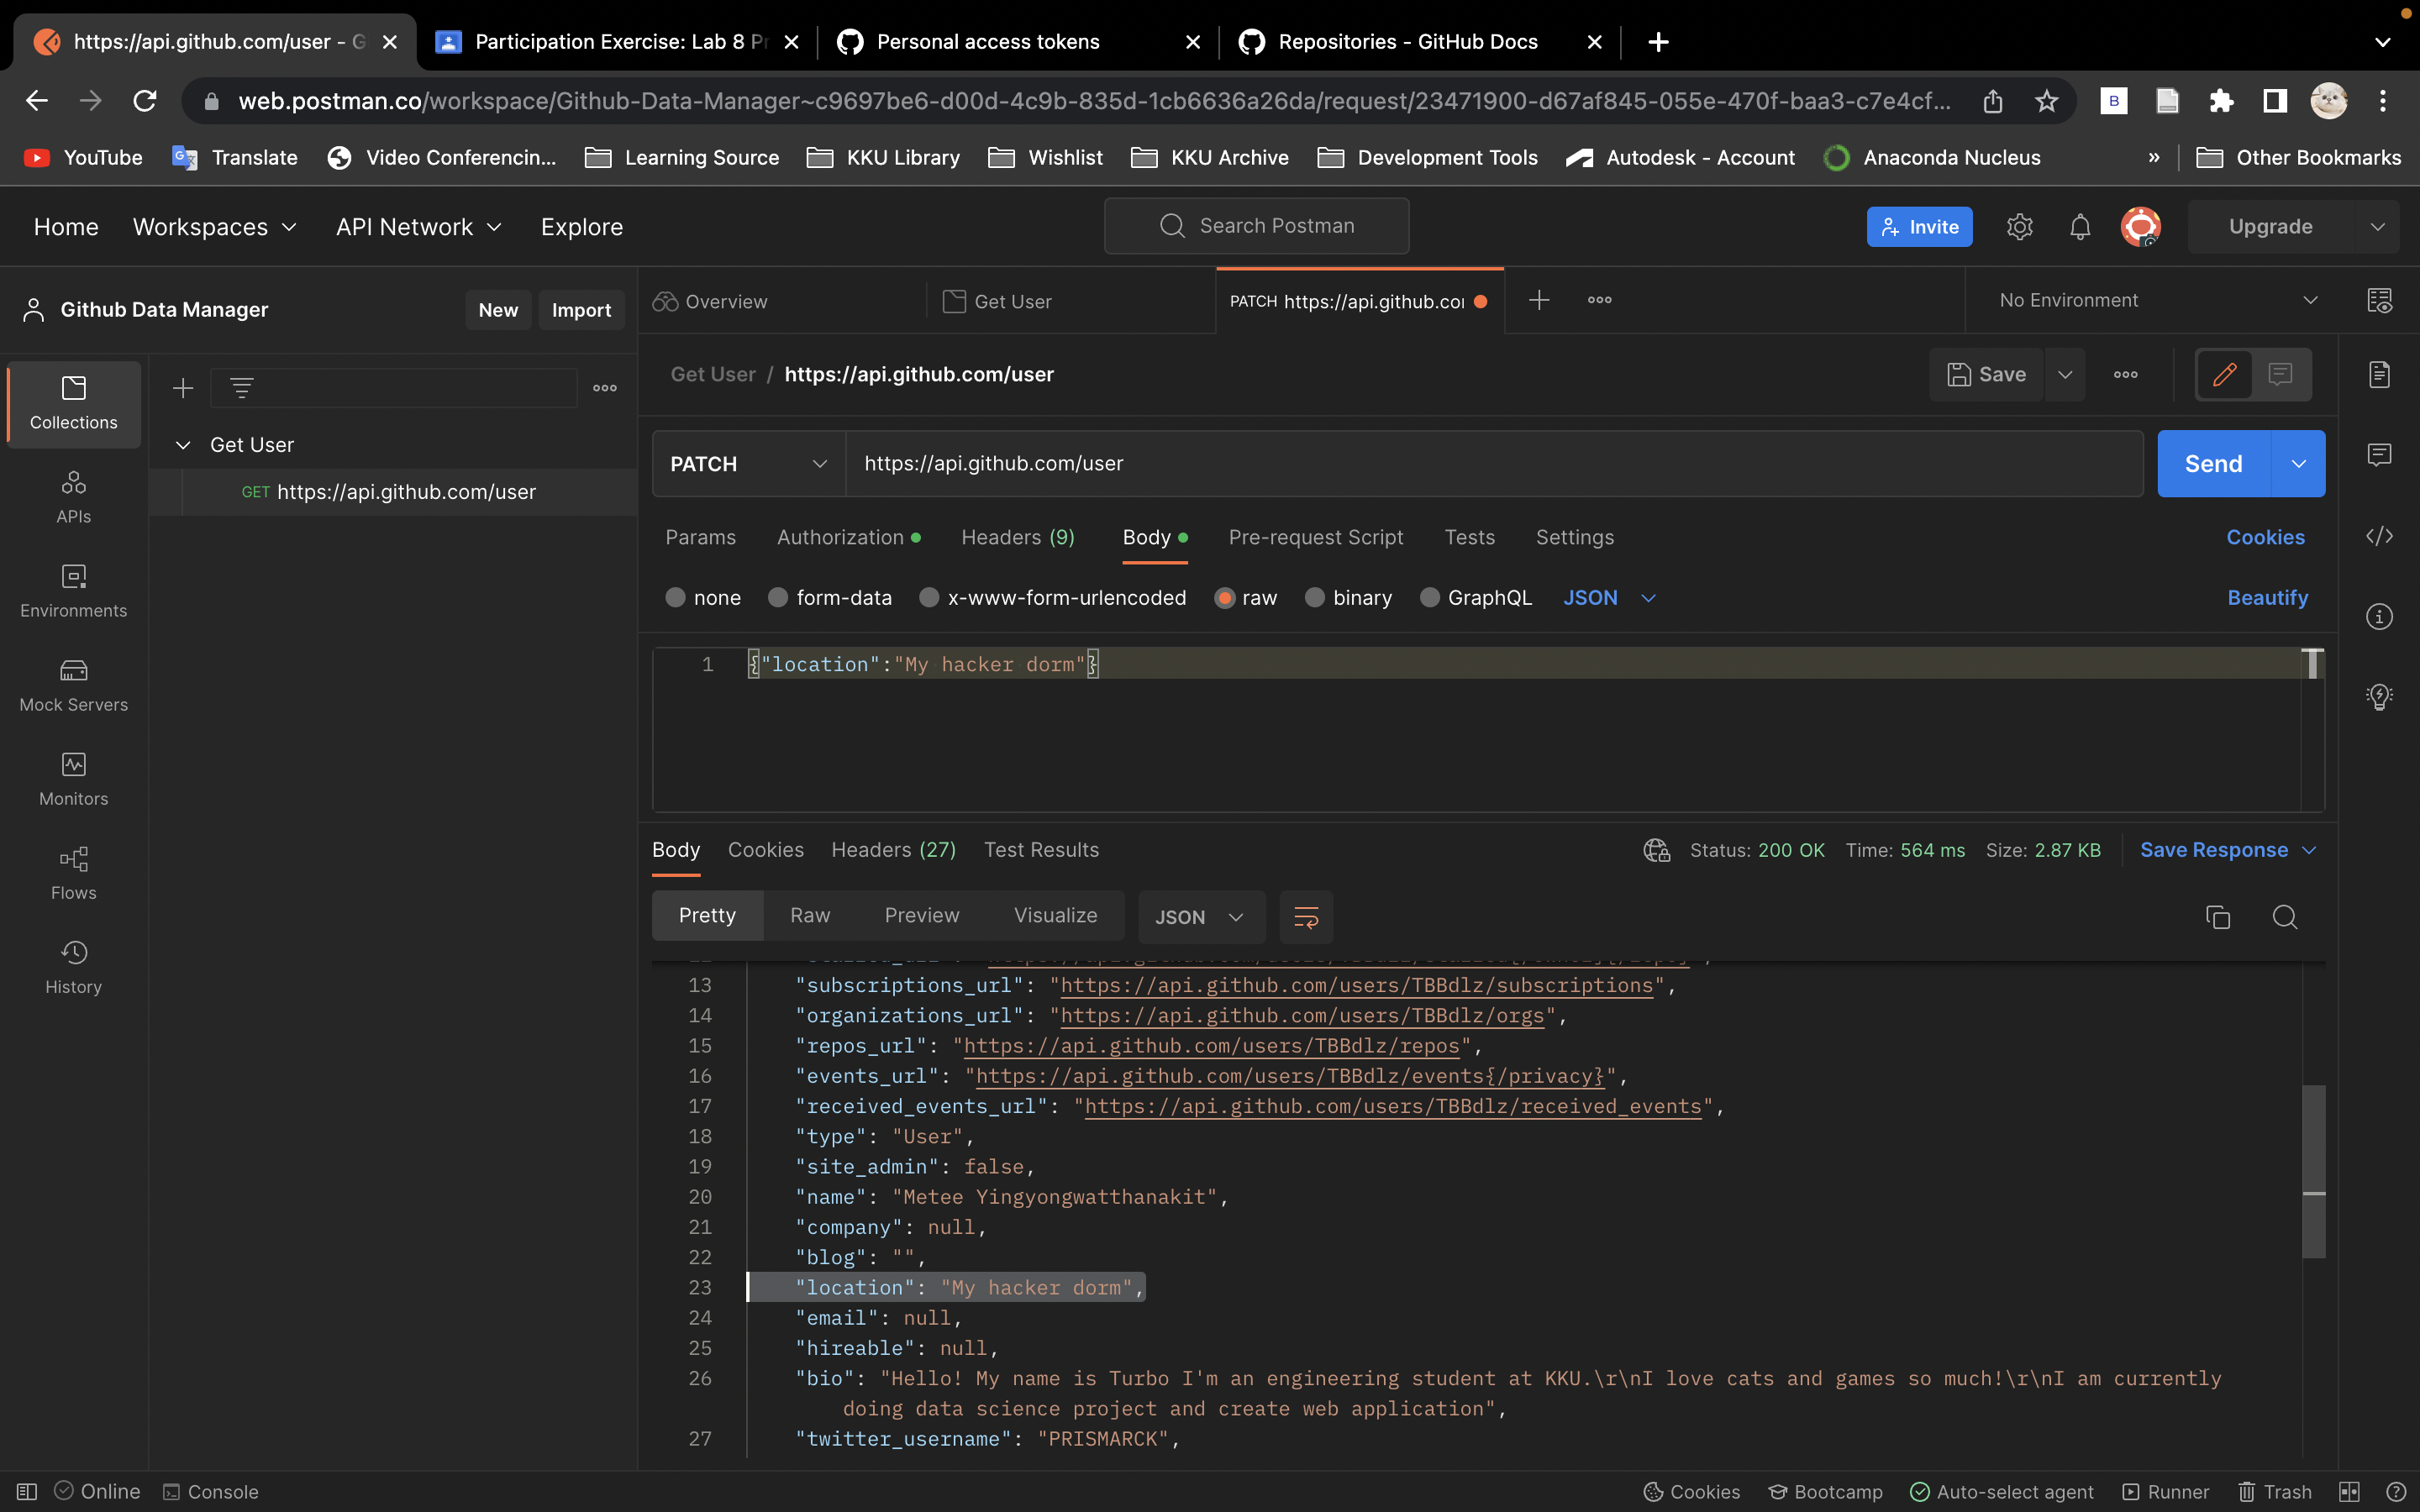 https://api.github.com/user - G
Participation Exercise: Lab 8 Pr
Personal access tokens
Repositories - GitHub Docs
web.postman.co/workspace/Github-Data-Manager~c9697be6-d00d-4c9b-835d-1cb6636a26da/request/23471900-d67af845-055e-470f-baa3-c7e4cf...
B
YouTube
Translate
Video Conferencin...
Learning Source
KKU Library
Wishlist
KKU Archive
Development Tools
Autodesk - Account
Anaconda Nucleus
»
Other Bookmarks
Home
Workspaces
API Network
Explore
Search Postman
Invite
Upgrade
Github Data Manager
New
Import
Overview
Get User
PATCH https://api.github.co
No Environment
Collections
APIs
Environments
Mock Servers
Monitors
Flows
History
Get User
GET https://api.github.com/user
Get User / https://api.github.com/user
Save
PATCH
https://api.github.com/user
Send
Params
Authorization
Headers (9)
Body
Pre-request Script
Tests
Settings
Cookies
none
form-data
x-www-form-urlencoded
raw
binary
GraphQL
JSON
Beautify
1 {"location":"My hacker dorm"}
Body
Cookies
Headers (27)
Test Results
Status: 200 OK
Time: 564 ms
Size: 2.87 KB
Save Response
Pretty
Raw
Preview
Visualize
JSON
13 "subscriptions_url": "https://api.github.com/users/TBBdlz/subscriptions",
14 "organizations_url": "https://api.github.com/users/TBBdlz/orgs",
15 "repos_url": "https://api.github.com/users/TBBdlz/repos",
16 "events_url": "https://api.github.com/users/TBBdlz/events{/privacy}",
17 "received_events_url": "https://api.github.com/users/TBBdlz/received_events",
18 "type": "User",
19 "site_admin": false,
20 "name": "Metee Yingyongwatthanakit",
21 "company": null,
22 "blog": "",
23 "location": "My hacker dorm",
24 "email": null,
25 "hireable": null,
26 "bio": "Hello! My name is Turbo I'm an engineering student at KKU.\r\nI love cats and games so much!\r\nI am currently
doing data science project and create web application",
27 "twitter_username": "PRISMARCK",
Online
Console
Cookies
Bootcamp
Auto-select agent
Runner
Trash